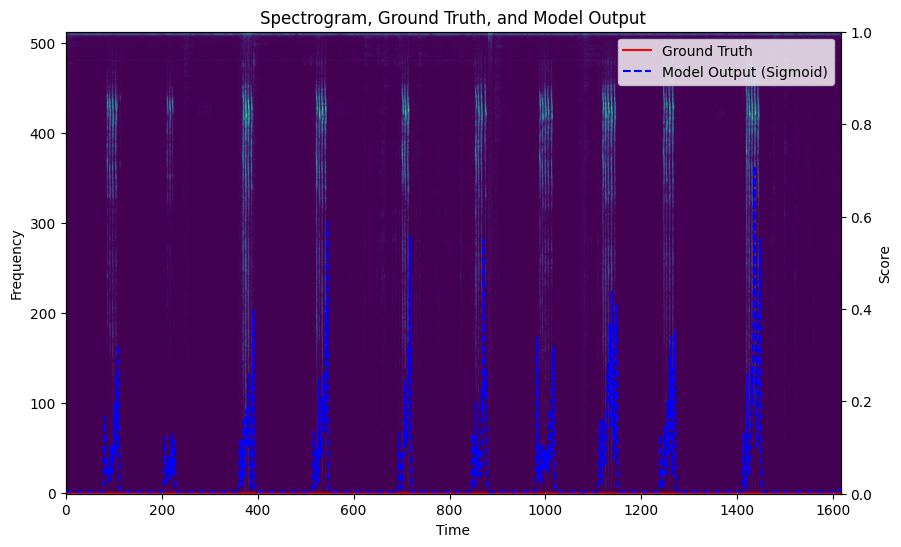 Spectrogram, Ground Truth, and Model Output
Ground Truth
Model Output (Sigmoid)
Frequency
500
400
300
200
100
0
1.0
0.8
0.6
0.4
0.2
0.0
Score
0 200 400 600 800 1000 1200 1400 1600
Time